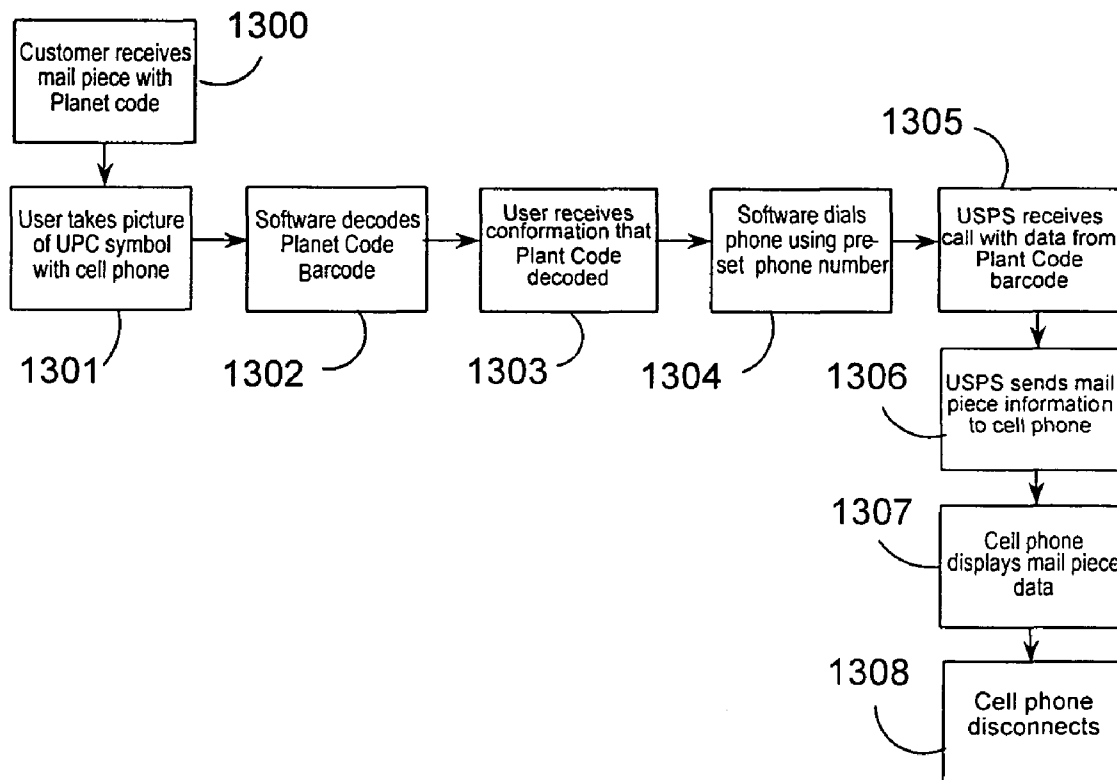 1300
Customer receives
mail piece with
Planet code
1305
User takes picture
of UPC symbol
with cell phone
Software decodes
Planet Code
Barcode
User receives
conformation that
Plant Code
decoded
Software dials
phone using pre-
set phone number
USPS receives
call with data from
Plant Code
barcode
1301
1302
1303
1304
1306
USPS sends mail
piece information
to cell phone
1307
Cell phone
displays mail piece
data
1308
Cell phone
disconnects